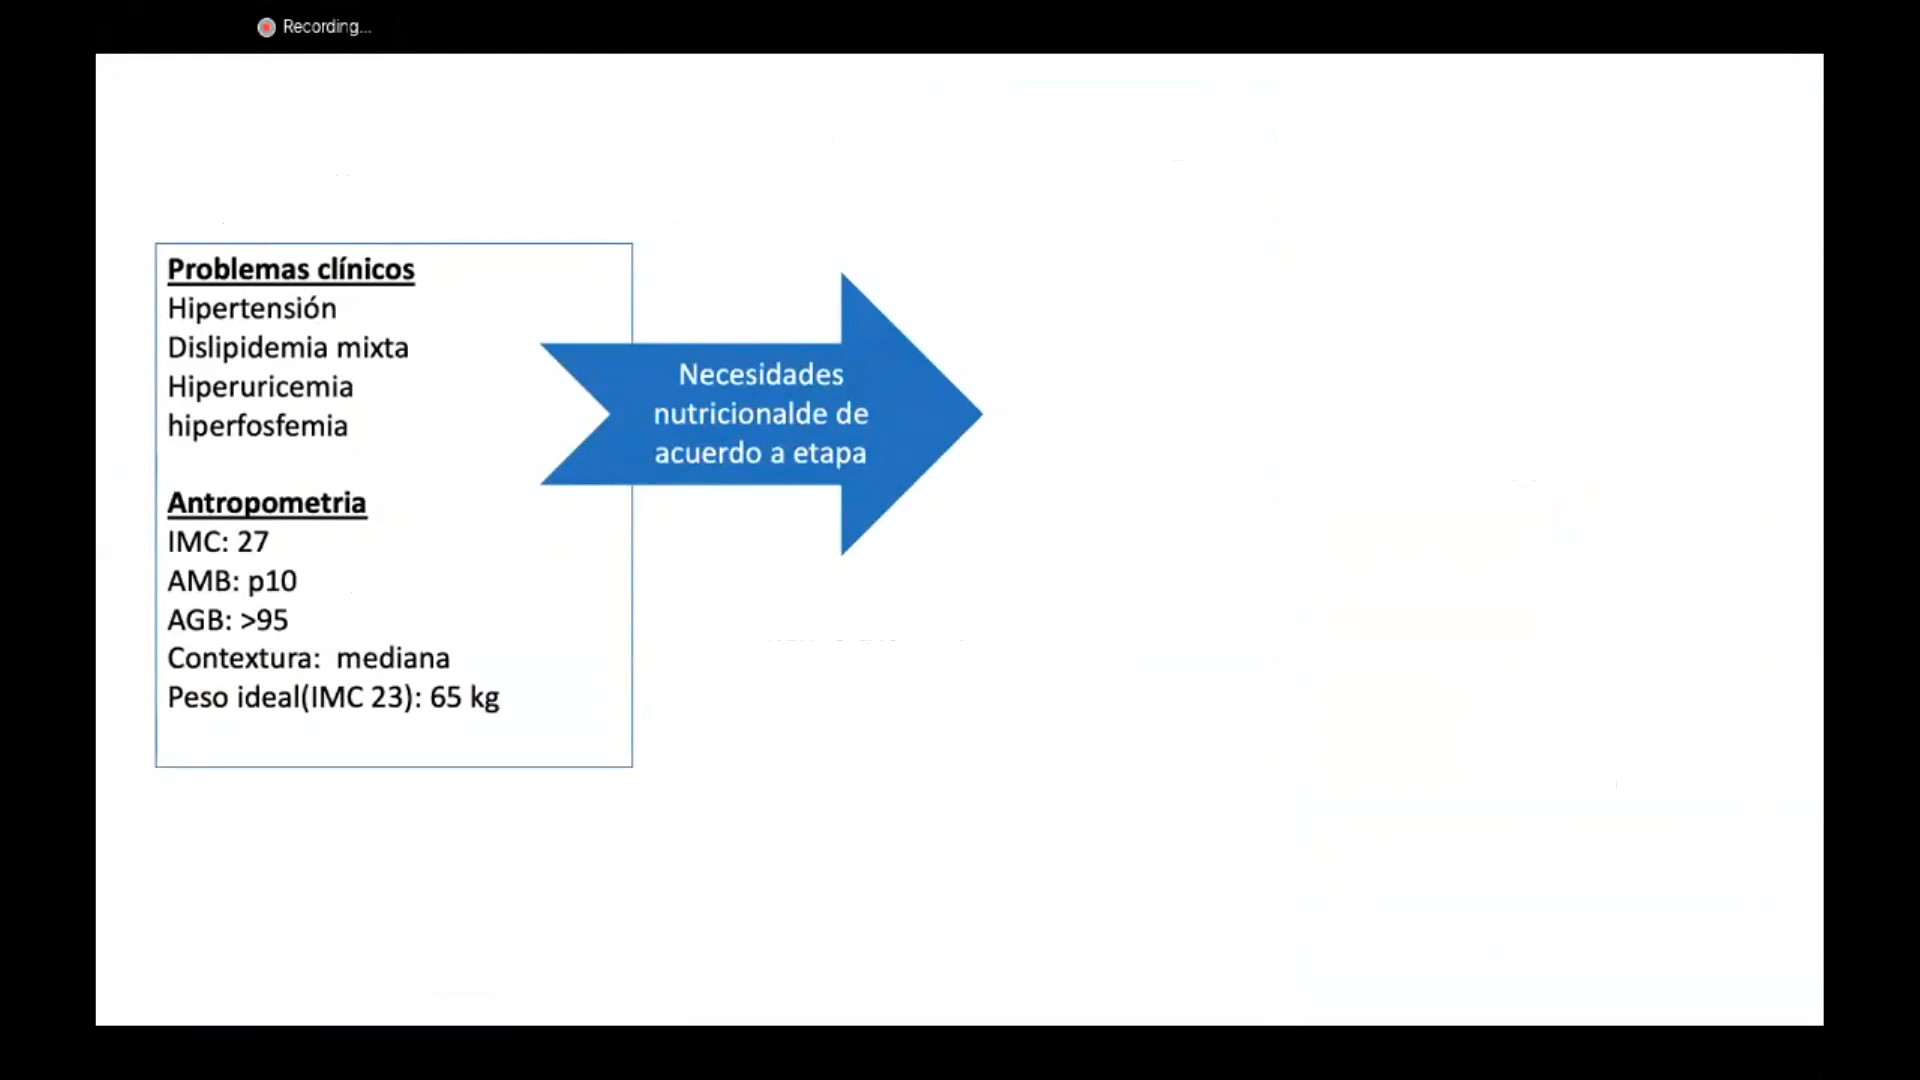 Recording...
Problemas clínicos
Hipertensión
Dislipidemia mixta
Hiperuricemia
hiperfosfemia
Antropometria
IMC: 27
AMB: p10
AGB: >95
Contextura:  mediana
Peso ideal(IMC 23): 65 kg
Necesidades
nutricionalde de
acuerdo a etapa